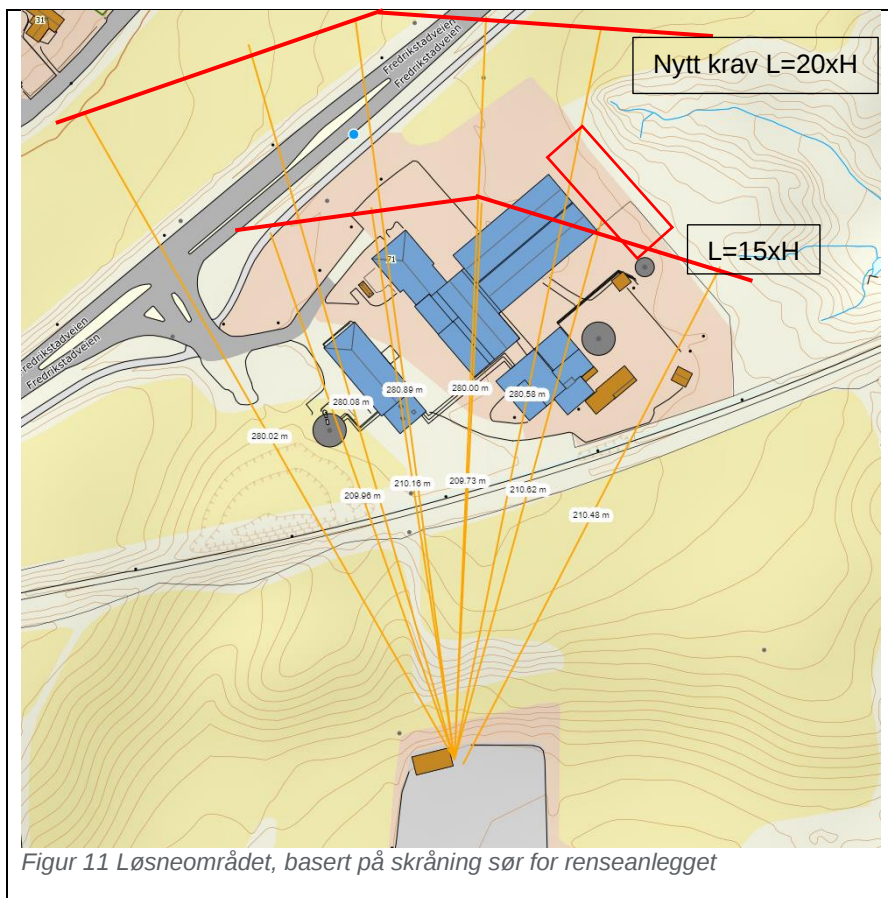 31
Fredrikstadveien
Fredrikstadveien
Nytt krav L=20xH
L=15xH
71
Fredrikstadveien
Fredrikstadveien
280.89 m
280.00 m
280.58 m
280.08 m
280.02 m
210.16 m
209.73 m
210.62 m
209.96 m
210.48 m
Figur 11 Løsneområdet, basert på skråning sør for renseanlegget